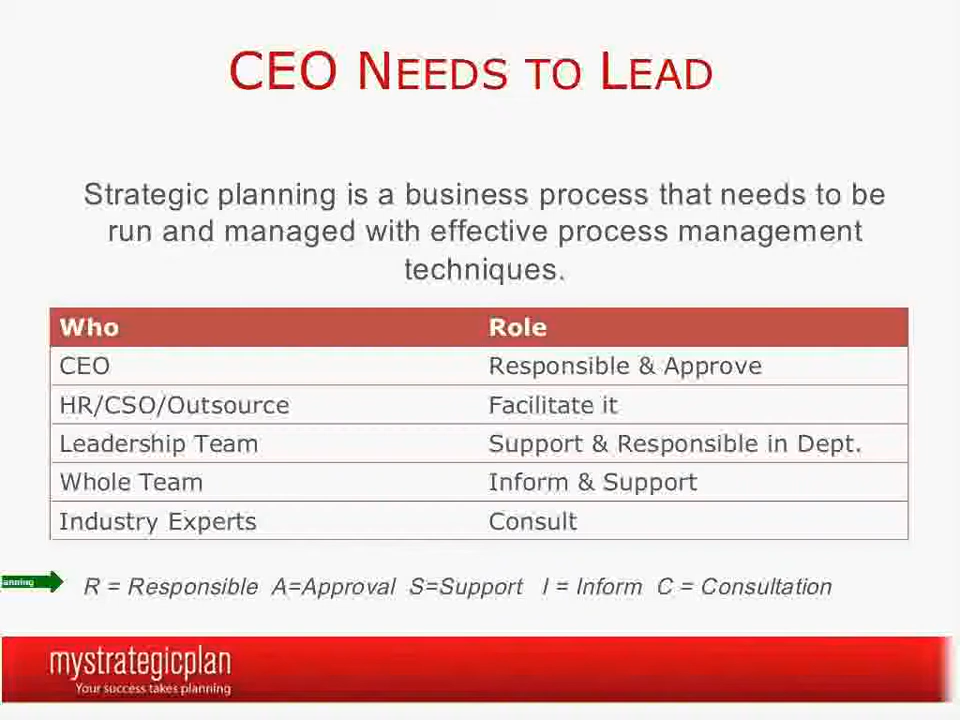 CEO NEEDS TO LEAD
Strategic planning is a business process that needs to be
run and managed with effective process management
techniques.
Who Role
CEO Responsible & Approve
HR/CSO/Outsource Facilitate it
Leadership Team Support & Responsible in Dept.
Whole Team Inform & Support
Industry Experts Consult
anning
R = Responsible A=Approval S=Support I = Inform C = Consultation
mystrategicplan
Your success takes planning